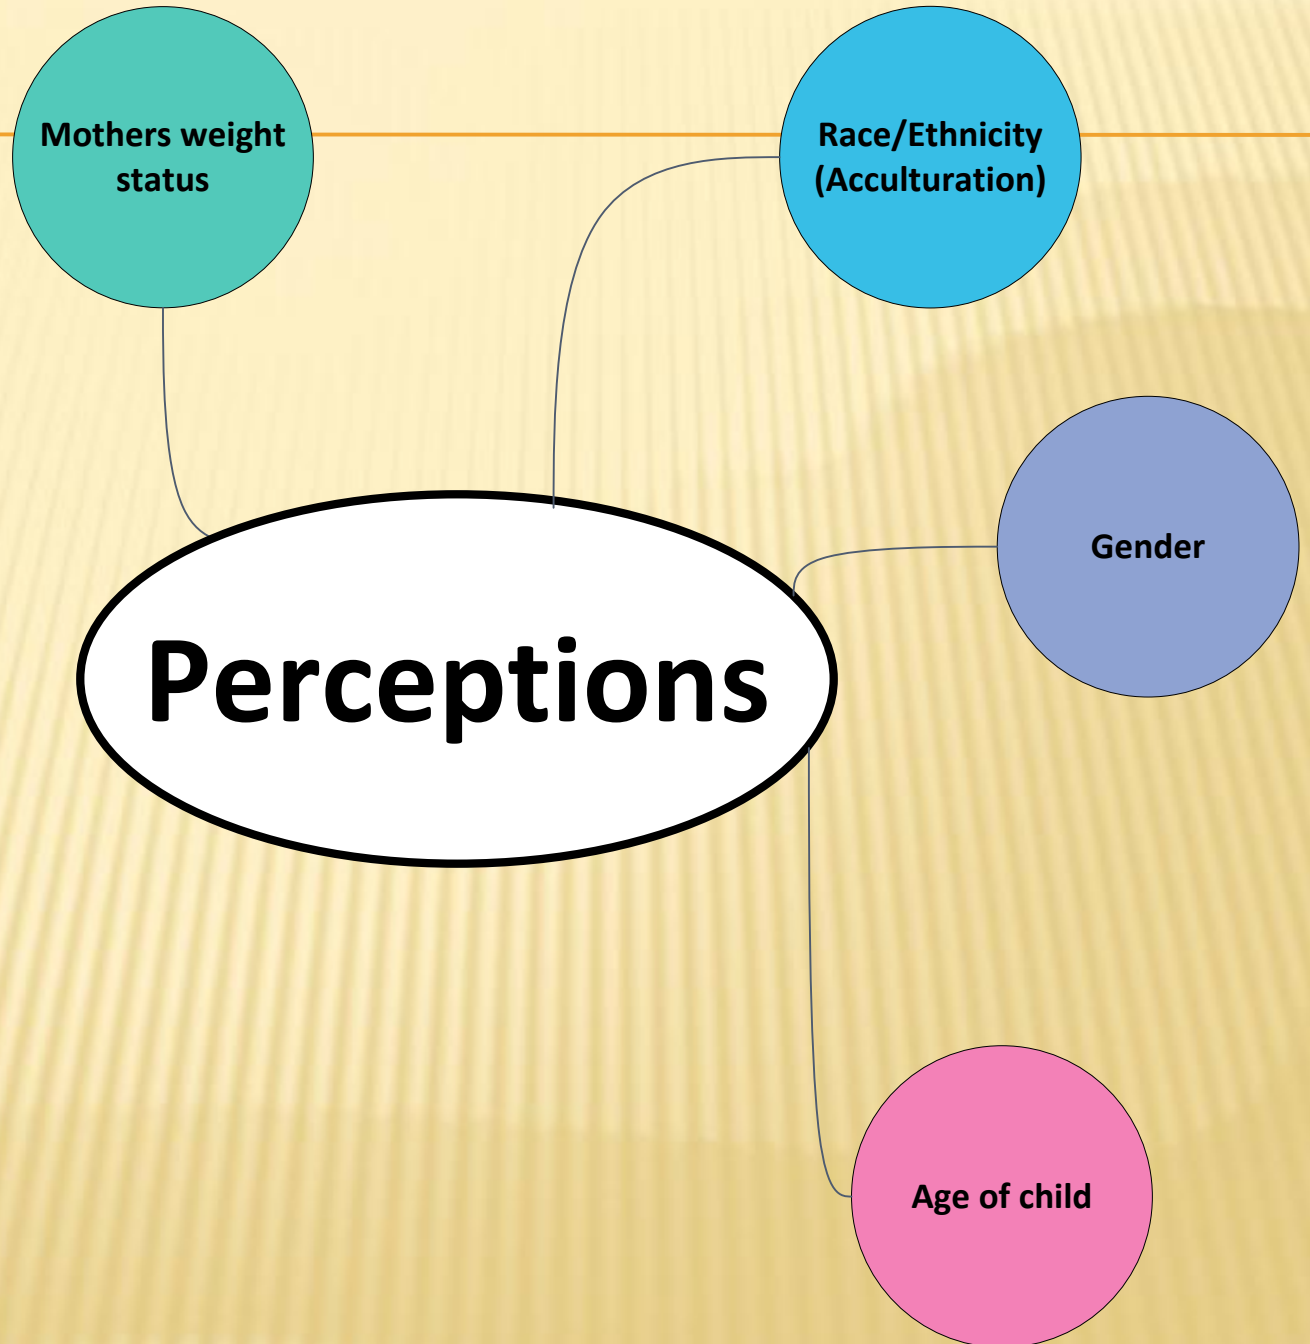 Mothers weight
status
Race/Ethnicity
(Acculturation)
Gender
Perceptions
Age of child